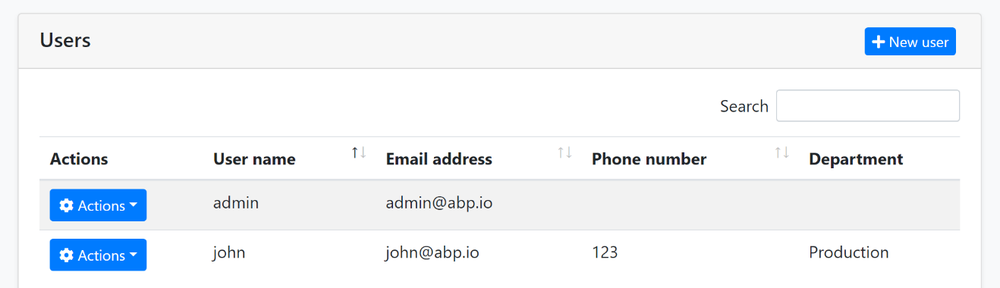 Users
New user
Search
Actions User name Email address Phone number Department
Actions admin admin@abp.io
Actions john john@abp.io 123 Production